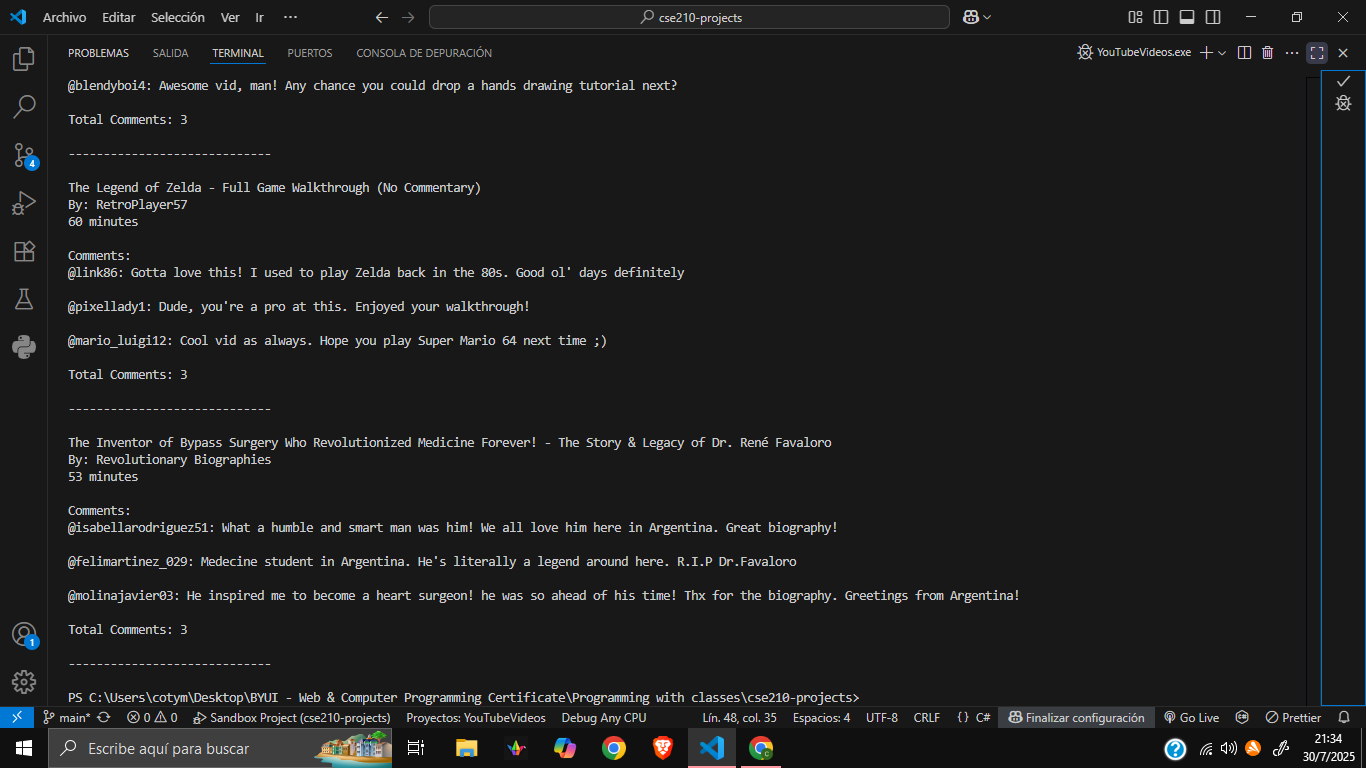 Archivo Editar Selección Ver Ir ··· cse210-projects
PROBLEMAS SALIDA TERMINAL PUERTOS CONSOLA DE DEPURACIÓN YouTubeVideos.exe
@blendyboi4: Awesome vid, man! Any chance you could drop a hands drawing tutorial next?
Total Comments: 3
-----------------------------
The Legend of Zelda - Full Game Walkthrough (No Commentary)
By: RetroPlayer57
60 minutes
Comments:
@link86: Gotta love this! I used to play Zelda back in the 80s. Good ol' days definitely
@pixellady1: Dude, you're a pro at this. Enjoyed your walkthrough!
@mario_luigi12: Cool vid as always. Hope you play Super Mario 64 next time ;)
Total Comments: 3
-----------------------------
The Inventor of Bypass Surgery Who Revolutionized Medicine Forever! - The Story & Legacy of Dr. René Favaloro
By: Revolutionary Biographies
53 minutes
Comments:
@isabellarodriguez51: What a humble and smart man was him! We all love him here in Argentina. Great biography!
@felimartinez_029: Medecine student in Argentina. He's literally a legend around here. R.I.P Dr.Favaloro
@molinajavier03: He inspired me to become a heart surgeon! he was so ahead of his time! Thx for the biography. Greetings from Argentina!
Total Comments: 3
-----------------------------
PS C:\Users\cotym\Desktop\BYUI - Web & Computer Programming Certificate\Programming with classes\cse210-projects>
4
1
main* 0 0 Sandbox Project (cse210-projects) Proyectos: YouTubeVideos Debug Any CPU Lín. 48, col. 35 Espacios: 4 UTF-8 CRLF {} C# Finalizar configuración Go Live Prettier
Escribe aquí para buscar
21:34
30/7/2025